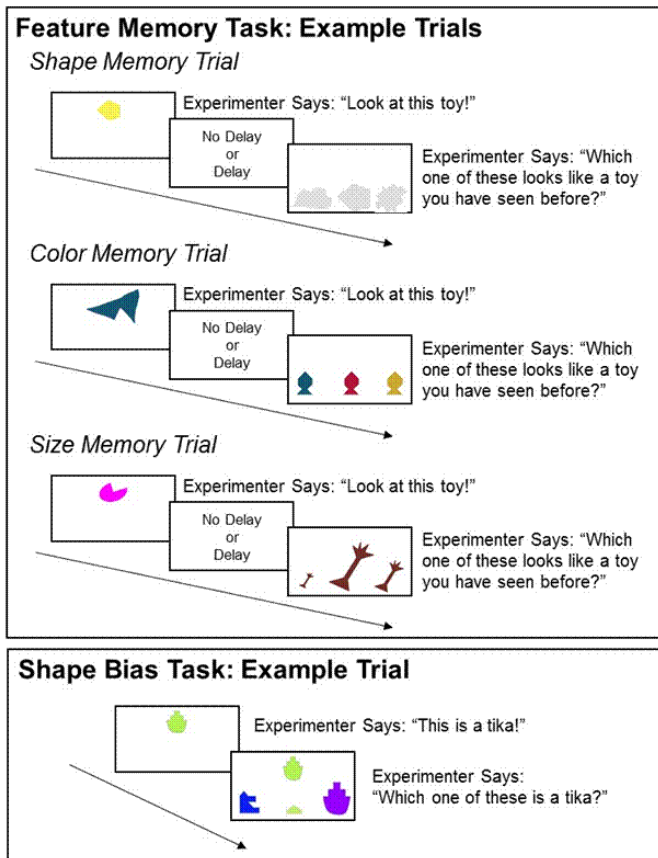 Feature Memory Task: Example Trials
Shape Memory Trial
Experimenter Says: “Look at this toy!”
No Delay
or
Delay
Experimenter Says: “Which
one of these looks like a toy
you have seen before?”
Color Memory Trial
Experimenter Says: “Look at this toy!”
No Delay
or
Delay
Experimenter Says: “Which
one of these looks like a toy
you have seen before?”
Size Memory Trial
Experimenter Says: “Look at this toy!”
No Delay
or
Delay
Experimenter Says: “Which
one of these looks like a toy
you have seen before?”
Shape Bias Task: Example Trial
Experimenter Says: “This is a tika!”
Experimenter Says:
“Which one of these is a tika?”